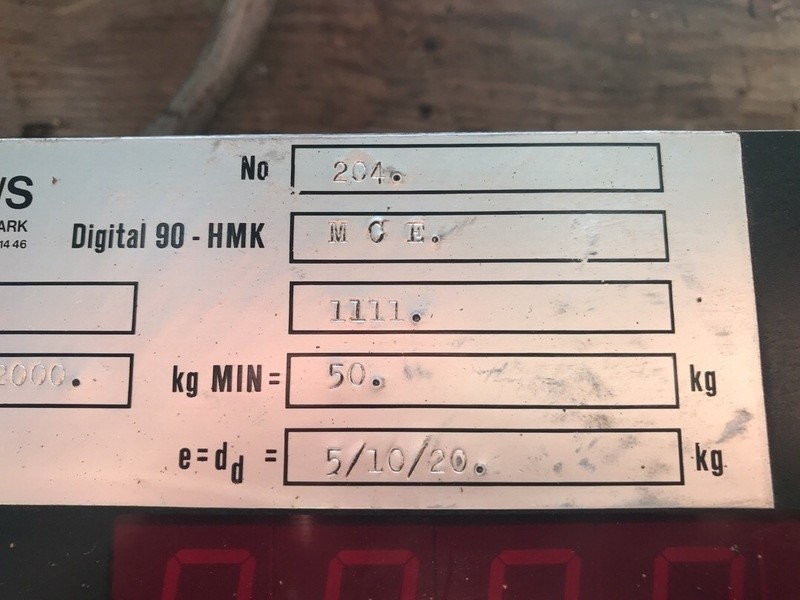 No 204.
/S
ARK
14 46
Digital 90 - HMK M C E.
1111.
2000. kg MIN = 50. kg
e=dd = 5/10/20. kg